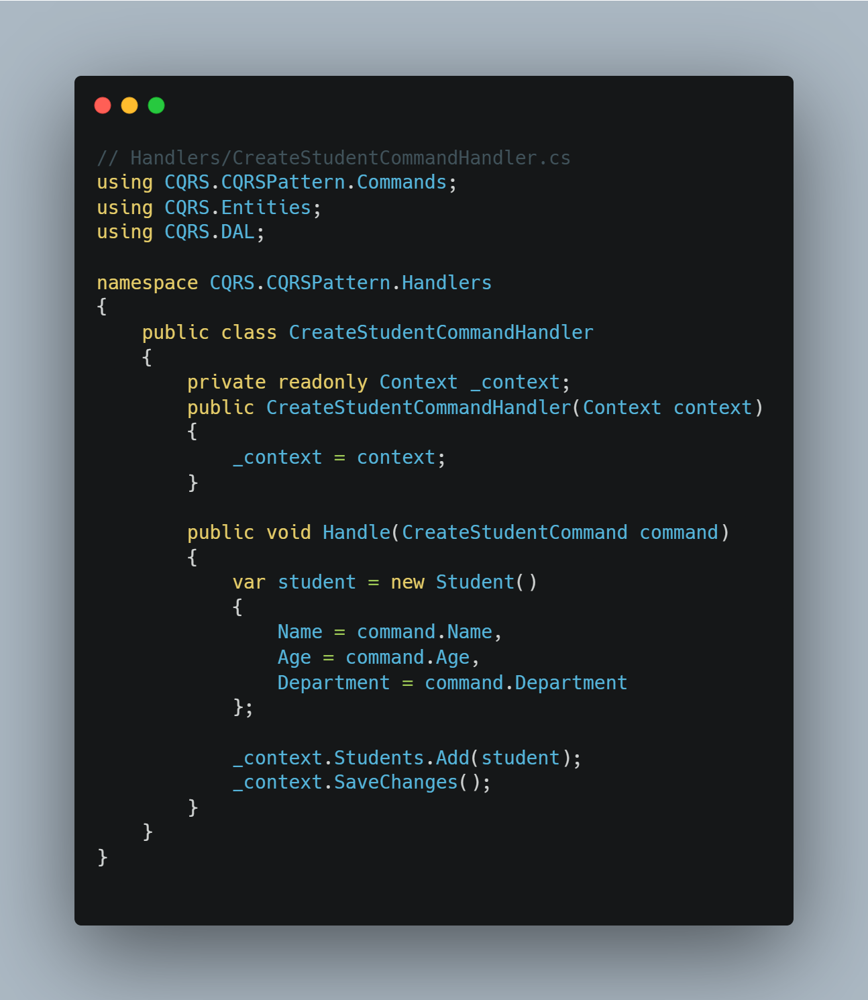 // Handlers/CreateStudentCommandHandler.cs
using CQRS.CQRSPattern.Commands;
using CQRS.Entities;
using CQRS.DAL;

namespace CQRS.CQRSPattern.Handlers
{
    public class CreateStudentCommandHandler
    {
        private readonly Context _context;
        public CreateStudentCommandHandler(Context context)
        {
            _context = context;
        }

        public void Handle(CreateStudentCommand command)
        {
            var student = new Student()
            {
                Name = command.Name,
                Age = command.Age,
                Department = command.Department
            };

            _context.Students.Add(student);
            _context.SaveChanges();
        }
    }
}